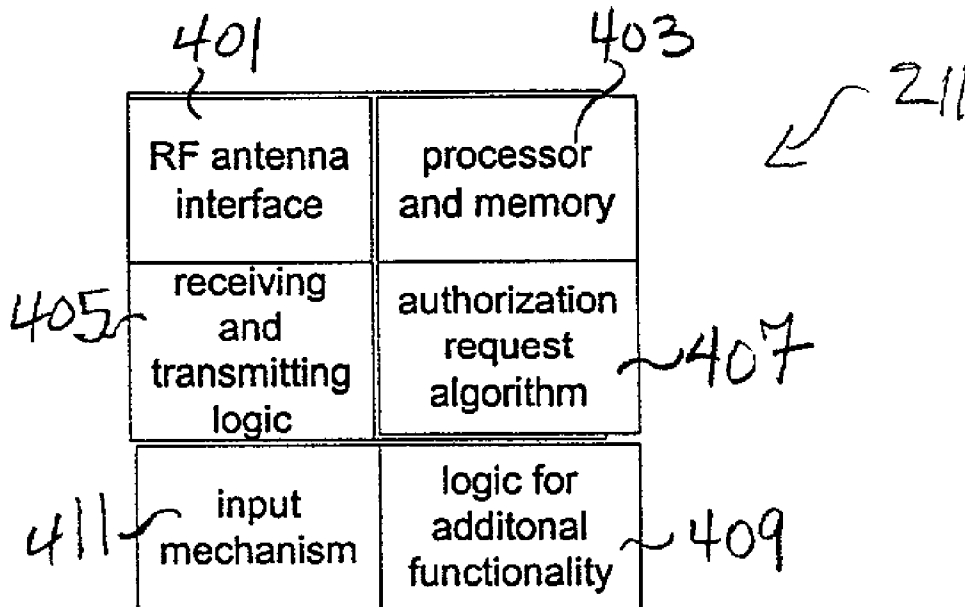 401
403
211
RF antenna
interface
processor
and memory
405
receiving
and
transmitting
logic
authorization
request
algorithm
407
411
input
mechanism
logic for
additonal
functionality
409